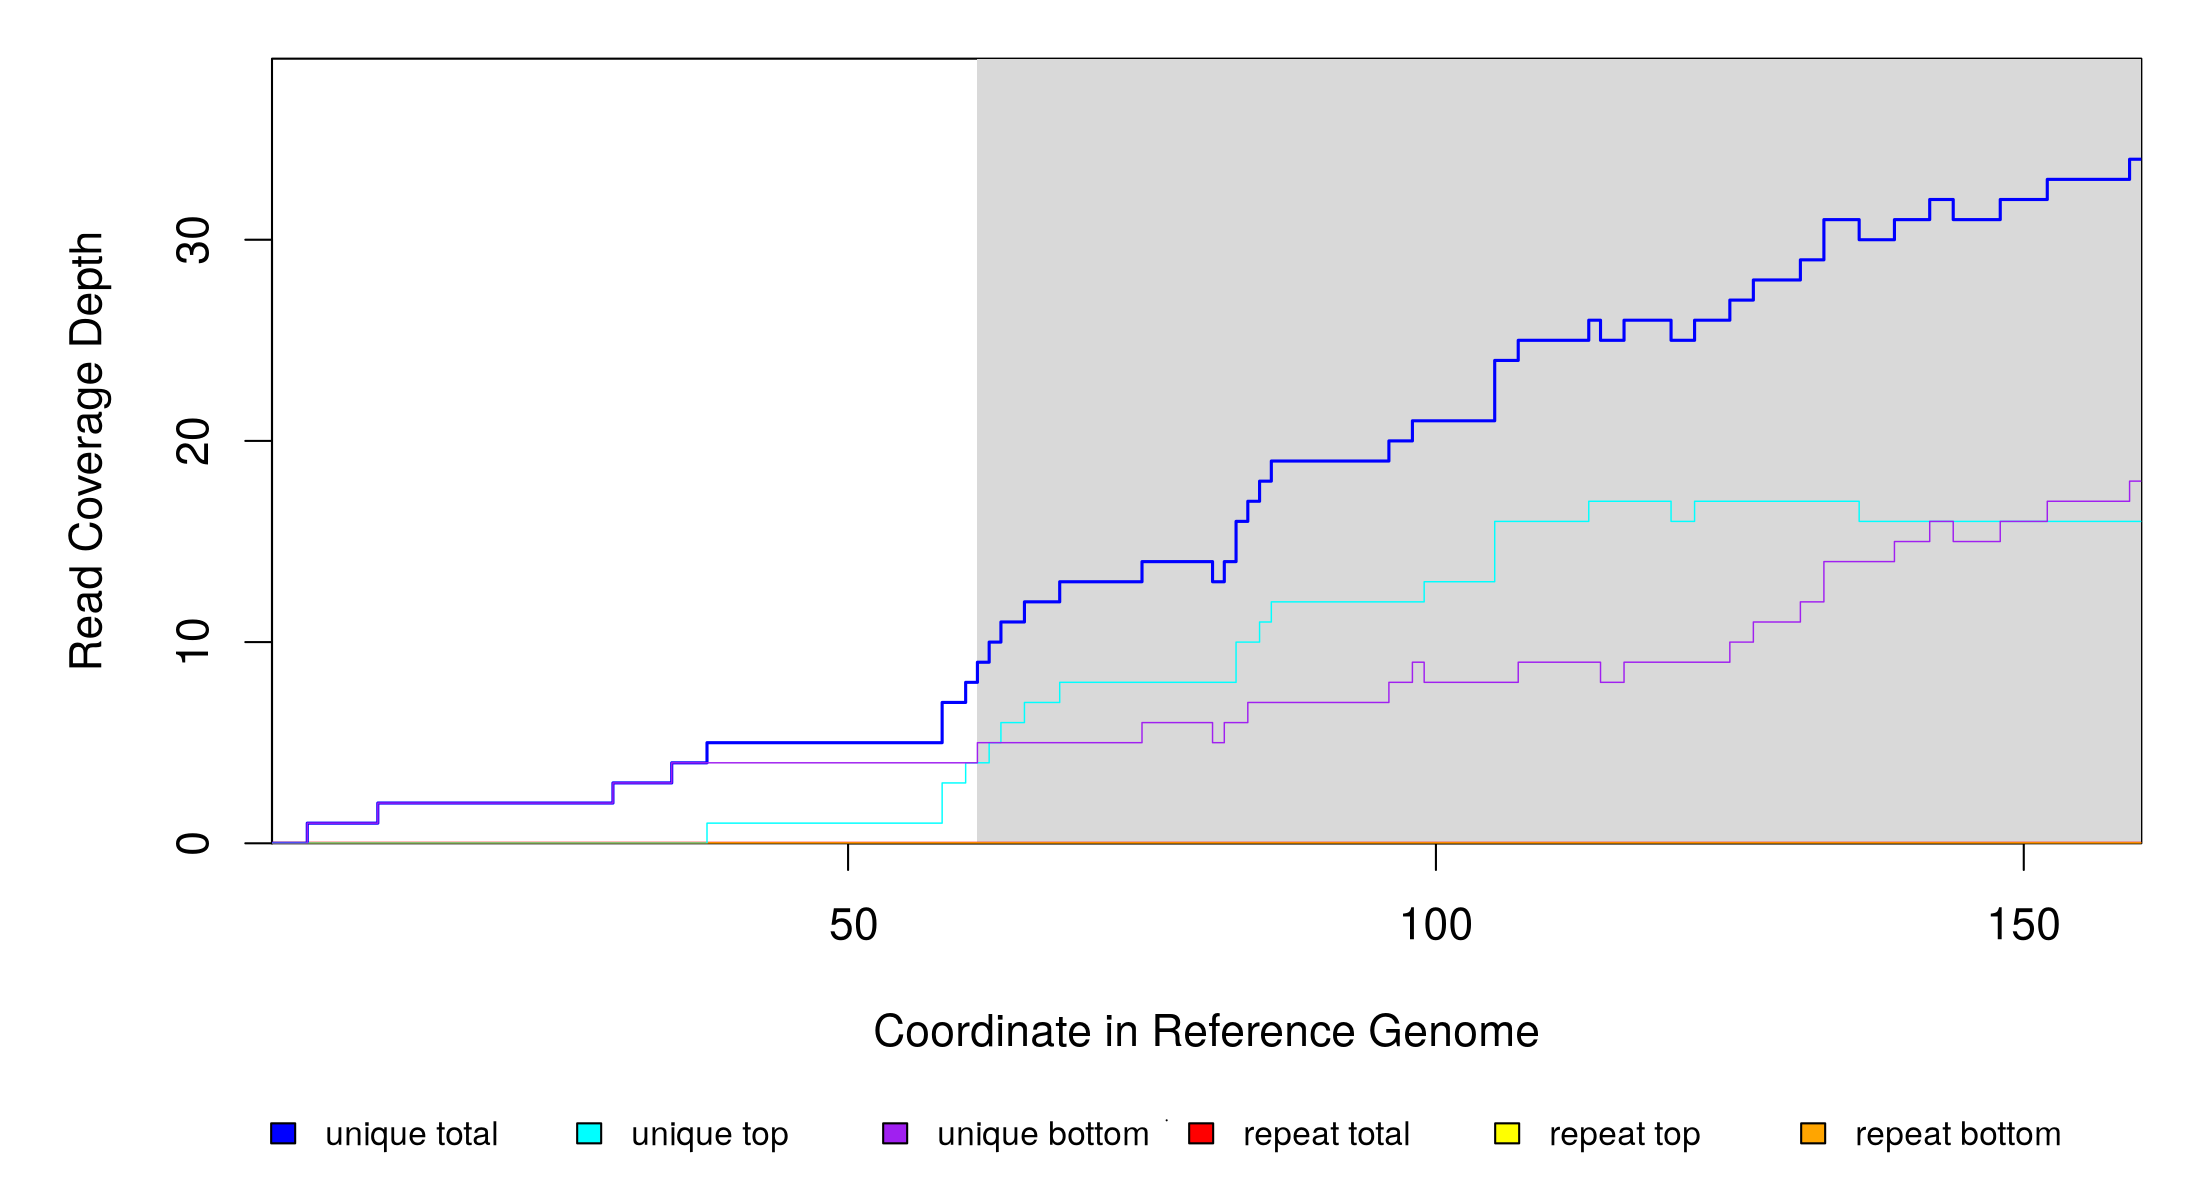 Read Coverage Depth
30
20
10
0
50 100 150
Coordinate in Reference Genome
unique total unique top unique bottom repeat total repeat top repeat bottom